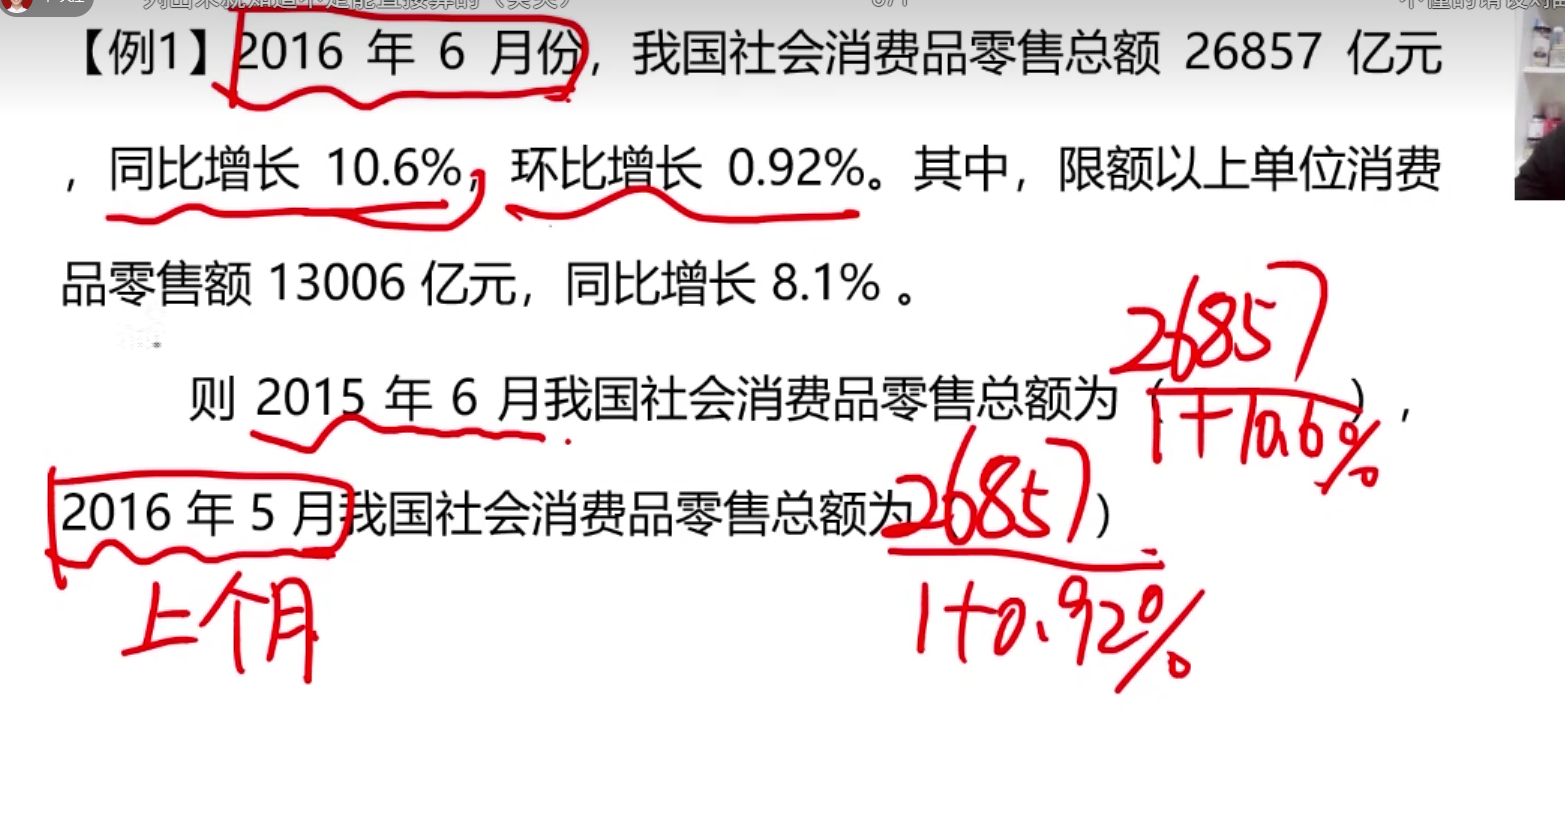 【例1】2016 年 6 月份，我国社会消费品零售总额 26857 亿元
，同比增长 10.6%，环比增长 0.92%。其中，限额以上单位消费
品零售额 13006 亿元，同比增长 8.1% 。
26857
则 2015 年 6 月我国社会消费品零售总额为（ ），
1+10.6%
2016 年 5 月我国社会消费品零售总额为 ）
26857
1+0.92%
上个月